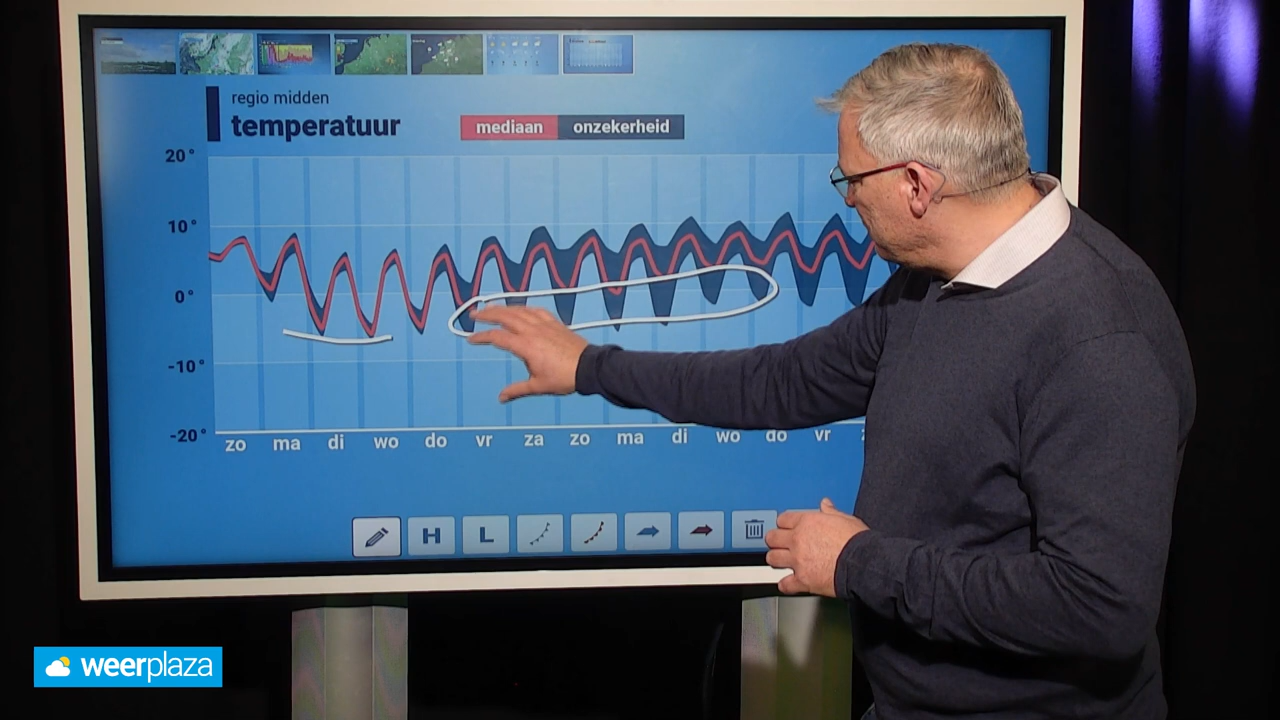 regio midden
temperatuur
mediaan onzekerheid
20°
10°
0°
-10°
-20°
zo ma di wo do vr za zo ma di wo do vr
H L
weerplaza